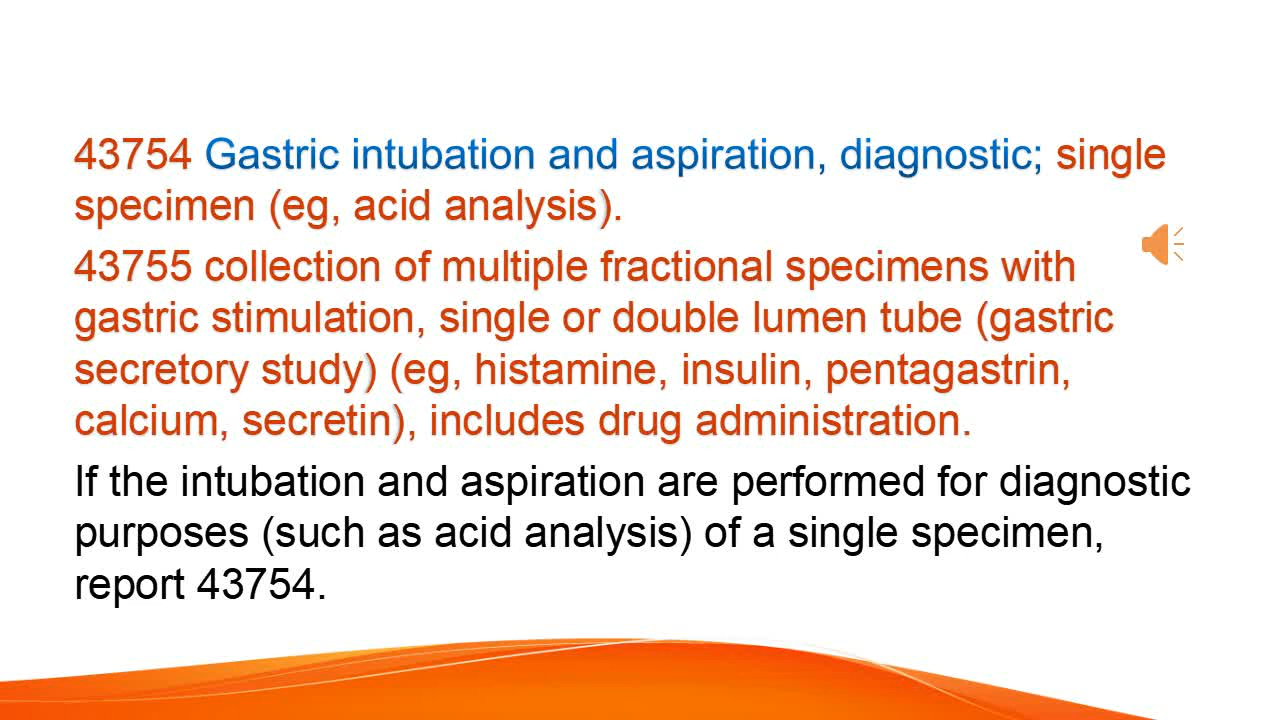 43754 Gastric intubation and aspiration, diagnostic; single
specimen (eg, acid analysis).
43755 collection of multiple fractional specimens with
gastric stimulation, single or double lumen tube (gastric
secretory study) (eg, histamine, insulin, pentagastrin,
calcium, secretin), includes drug administration.
If the intubation and aspiration are performed for diagnostic
purposes (such as acid analysis) of a single specimen,
report 43754.